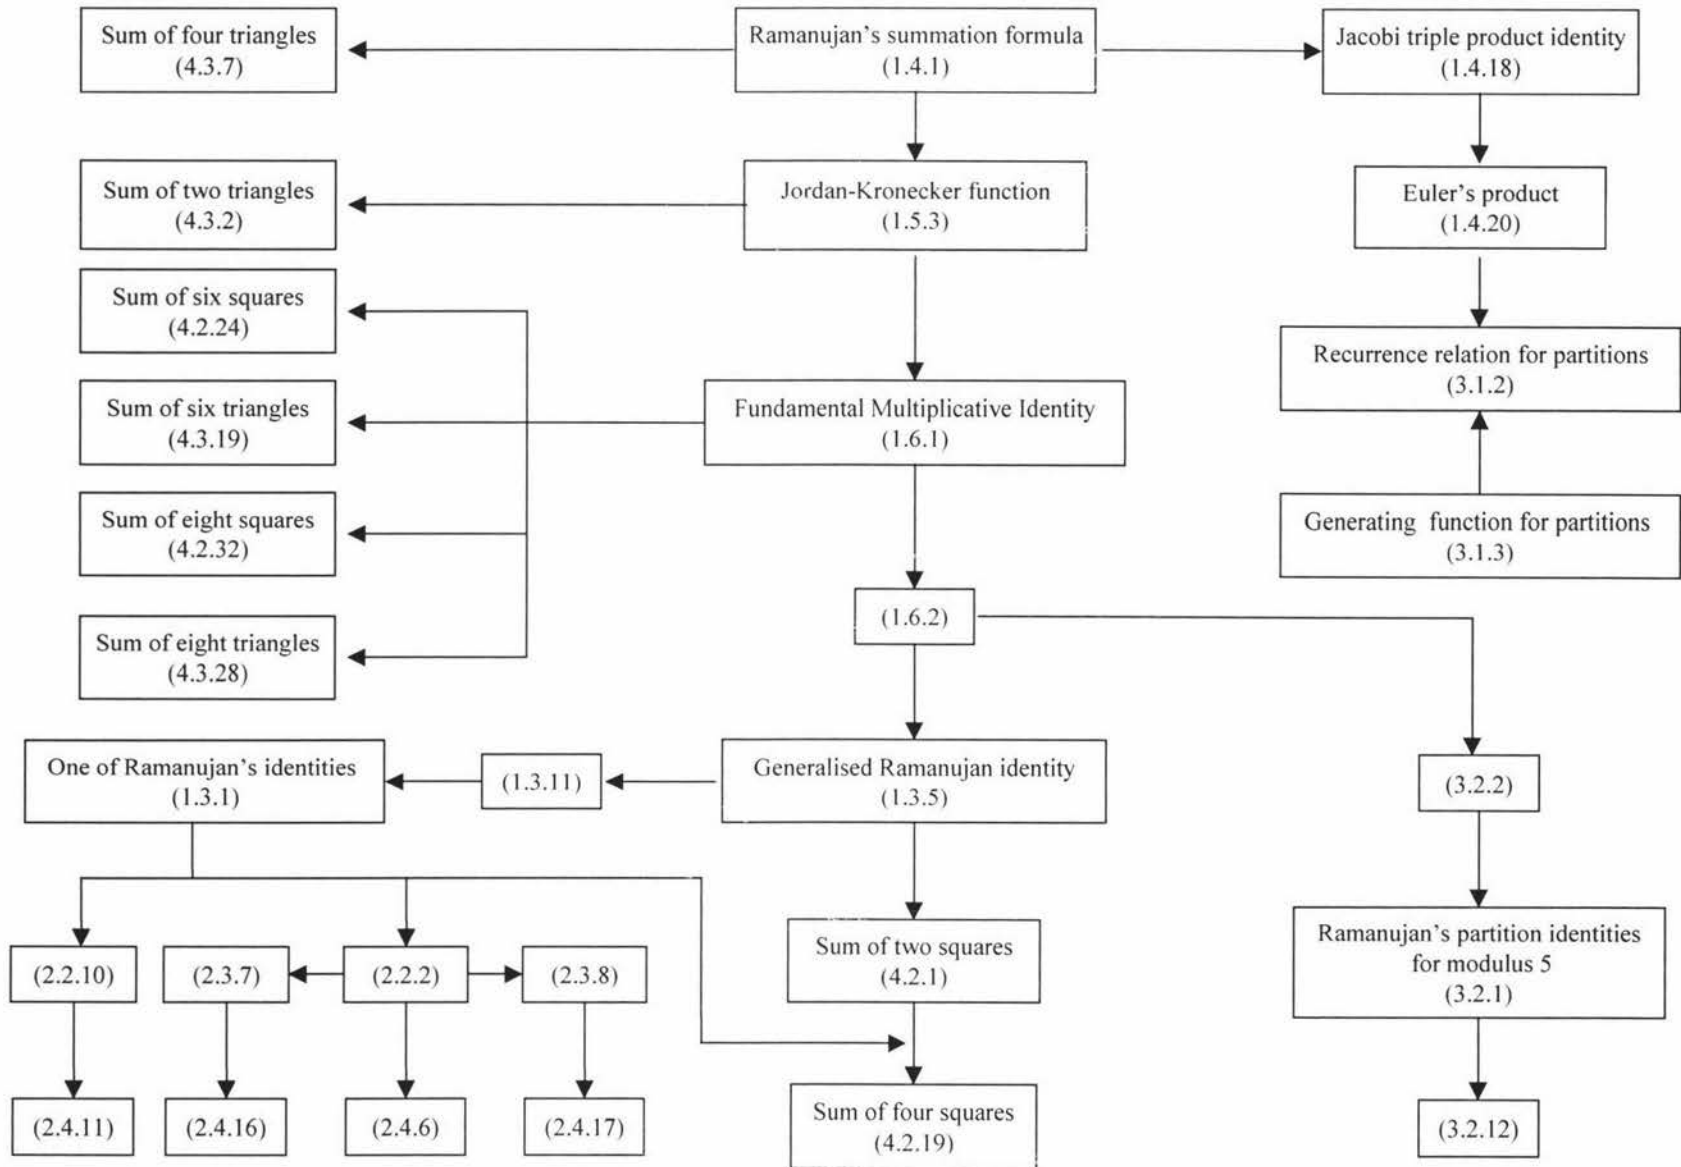 Sum of four triangles
(4.3.7)
Ramanujan's summation formula
(1.4.1)
Jacobi triple product identity
(1.4.18)
Sum of two triangles
(4.3.2)
Jordan-Kronecker function
(1.5.3)
Euler's product
(1.4.20)
Sum of six squares
(4.2.24)
Recurrence relation for partitions
(3.1.2)
Sum of six triangles
(4.3.19)
Fundamental Multiplicative Identity
(1.6.1)
Sum of eight squares
(4.2.32)
Generating function for partitions
(3.1.3)
(1.6.2)
Sum of eight triangles
(4.3.28)
One of Ramanujan's identities
(1.3.1)
(1.3.11)
Generalised Ramanujan identity
(1.3.5)
(3.2.2)
(2.2.10)
(2.3.7)
(2.2.2)
(2.3.8)
Sum of two squares
(4.2.1)
Ramanujan's partition identities
for modulus 5
(3.2.1)
(2.4.11)
(2.4.16)
(2.4.6)
(2.4.17)
Sum of four squares
(4.2.19)
(3.2.12)